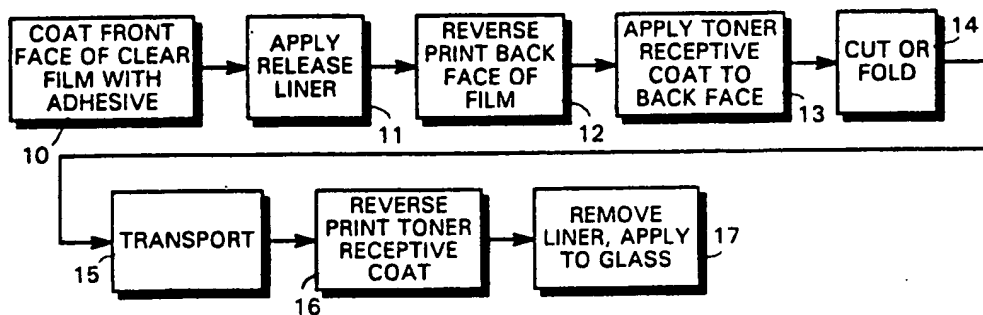 COAT FRONT
FACE OF CLEAR
FILM WITH
ADHESIVE
10
APPLY
RELEASE
LINER
11
REVERSE
PRINT BACK
FACE OF
FILM
12
APPLY TONER
RECEPTIVE
COAT TO
BACK FACE
13
CUT OR
FOLD
14
TRANSPORT
15
REVERSE
PRINT TONER
RECEPTIVE
COAT
16
REMOVE
LINER, APPLY
TO GLASS
17